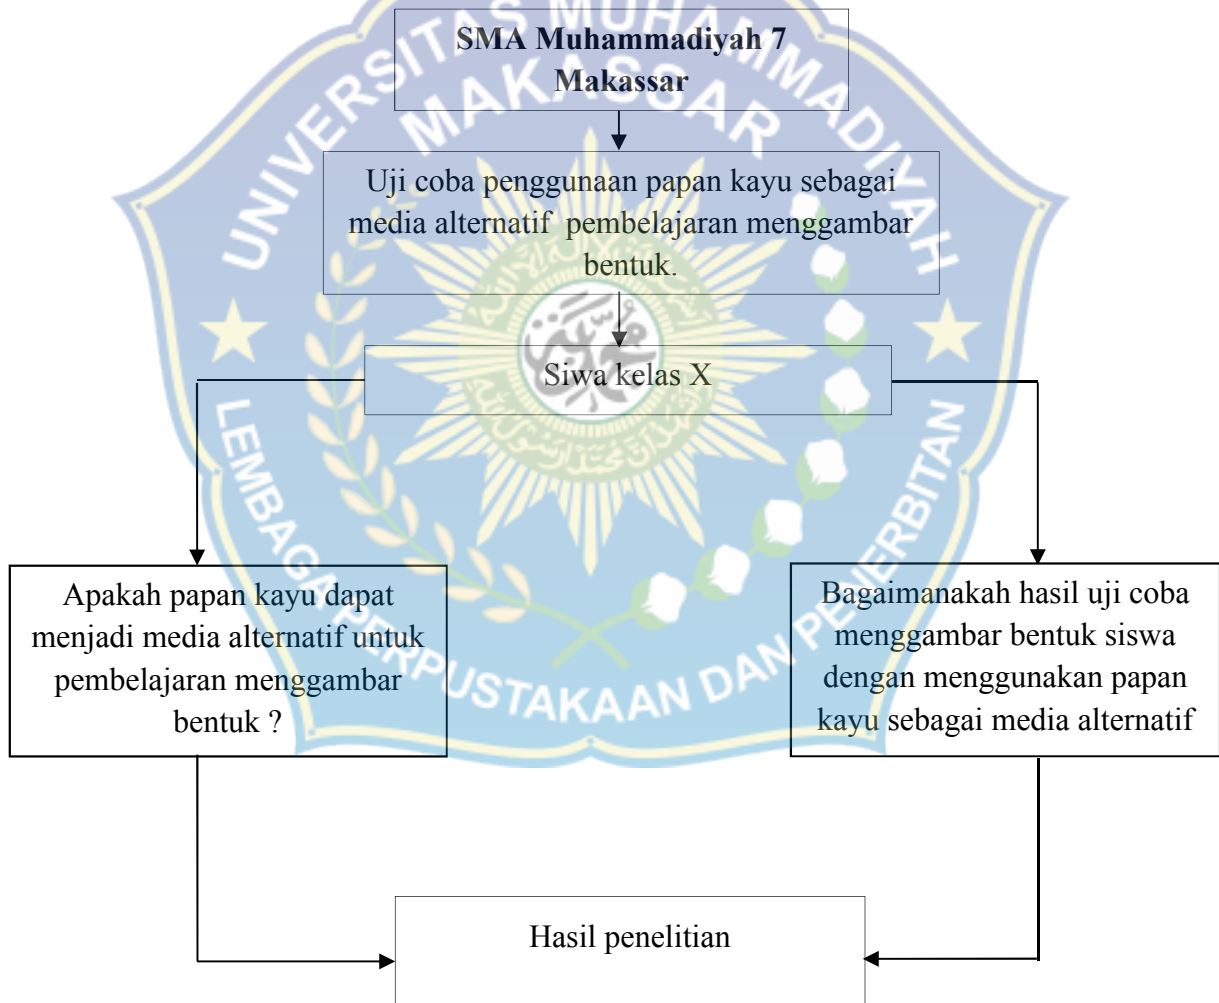 SMA Muhammadiyah 7
Makassar
Uji coba penggunaan papan kayu sebagai
media alternatif pembelajaran menggambar
bentuk.
Siwa kelas X
Apakah papan kayu dapat
menjadi media alternatif untuk
pembelajaran menggambar
bentuk ?
Bagaimanakah hasil uji coba
menggambar bentuk siswa
dengan menggunakan papan
kayu sebagai media alternatif
Hasil penelitian
UNIVERSITAS MUHAMMADIYAH
MAKASSAR
LEMBAGA PERPUSTAKAAN DAN PENERBITAN